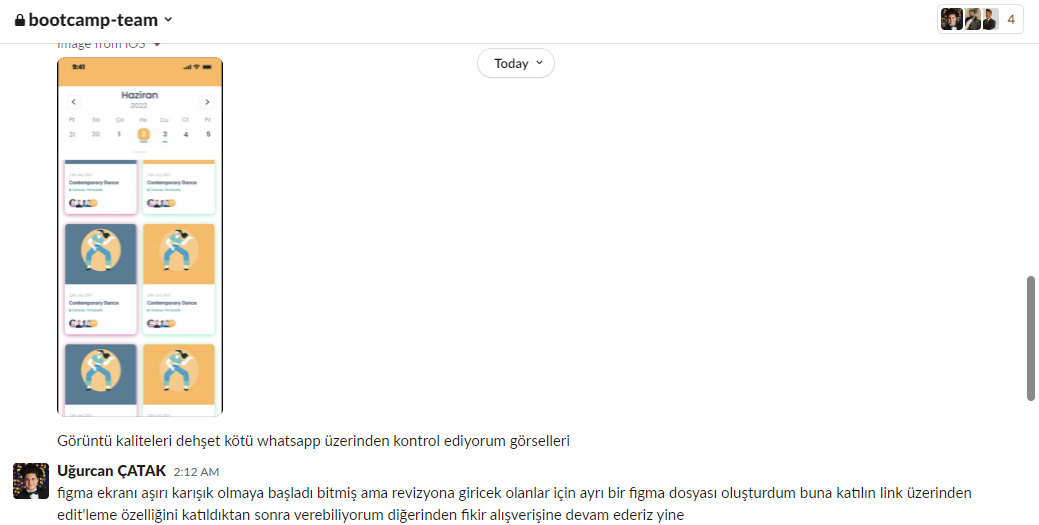 bootcamp-team
4
Image from iOS
Today
9:41
Haziran
2022
Pt Sa Ça Pe Cu Ct Pz
31 30 1 2 3 4 5
Contemporary Dance Contemporary Dance
Contemporary Dance Contemporary Dance
Görüntü kaliteleri dehşet kötü whatsapp üzerinden kontrol ediyorum görselleri
Uğurcan ÇATAK 2:12 AM
figma ekranı aşırı karışık olmaya başladı bitmiş ama revizyona giricek olanlar için ayrı bir figma dosyası oluşturdum buna katılın link üzerinden
edit'leme özelliğini katıldıktan sonra verebiliyorum diğerinden fikir alışverişine devam ederiz yine